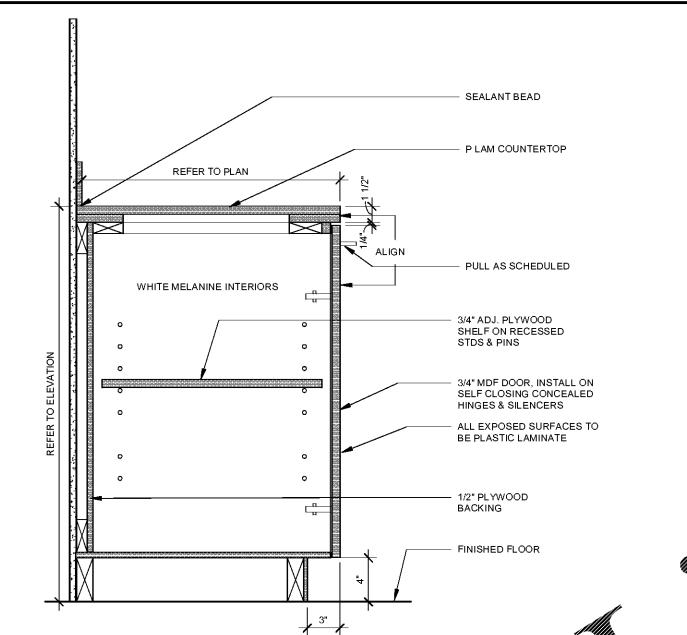 SEALANT BEAD
P LAM COUNTERTOP
REFER TO PLAN
1 1/2"
1/4"
ALIGN
PULL AS SCHEDULED
WHITE MELANINE INTERIORS
3/4" ADJ. PLYWOOD
SHELF ON RECESSED
STDS & PINS
REFER TO ELEVATION
3/4" MDF DOOR, INSTALL ON
SELF CLOSING CONCEALED
HINGES & SILENCERS
ALL EXPOSED SURFACES TO
BE PLASTIC LAMINATE
1/2" PLYWOOD
BACKING
FINISHED FLOOR
4"
3"